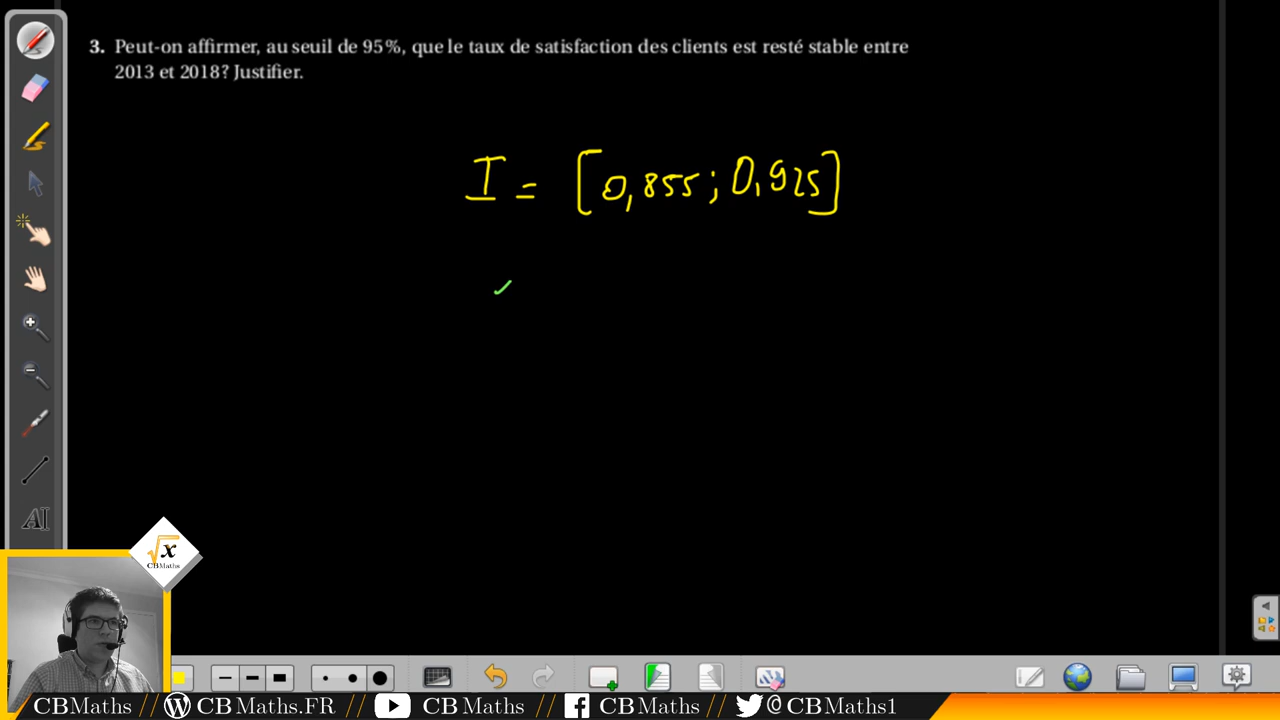 3. Peut-on affirmer, au seuil de 95%, que le taux de satisfaction des clients est resté stable entre
2013 et 2018? Justifier.
I = [0,855; 0,925]
AI
√x
CBMaths
CBMaths // CBMaths.FR // CBMaths // CBMaths // @CBMaths1